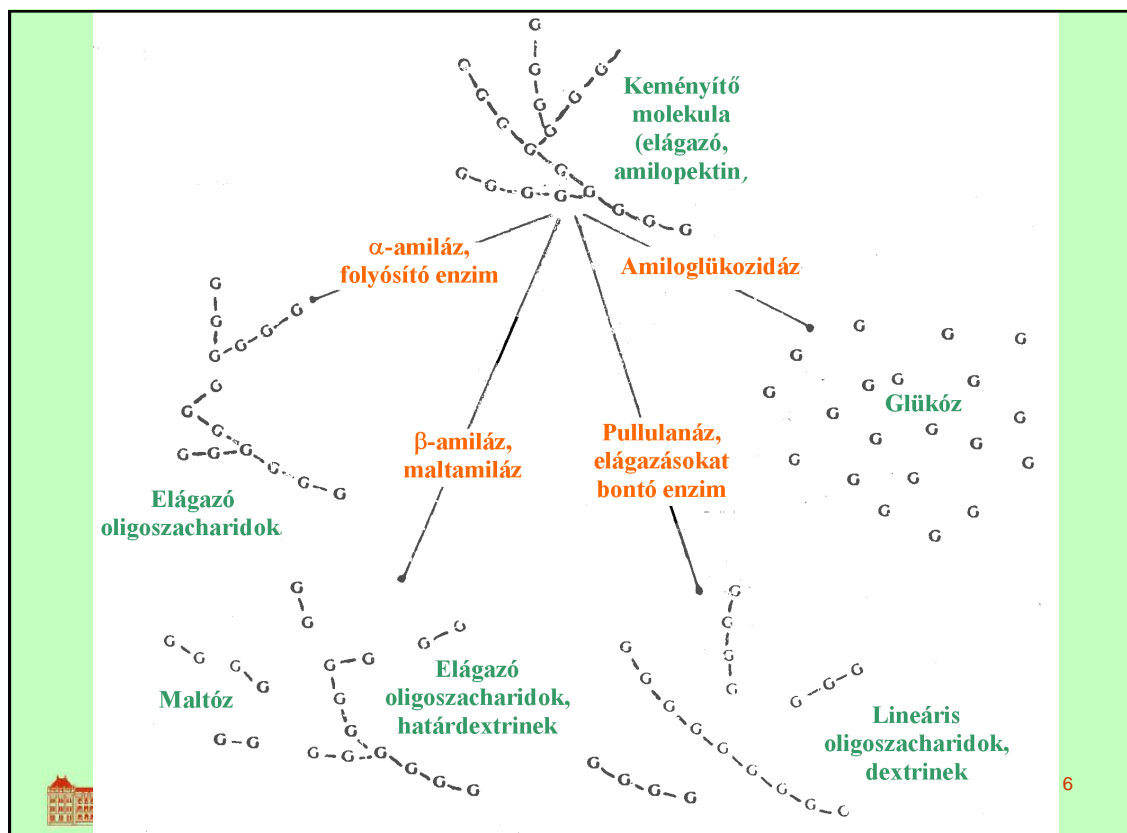 Keményítő
molekula
(elágazó,
amilopektin,
α-amiláz,
folyósító enzim
Amiloglükozidáz
Glükóz
β-amiláz,
maltamiláz
Pullulanáz,
elágazásokat
bontó enzim
Elágazó
oligoszacharidok
Maltóz
Elágazó
oligoszacharidok,
határdextrinek
Lineáris
oligoszacharidok,
dextrinek
6